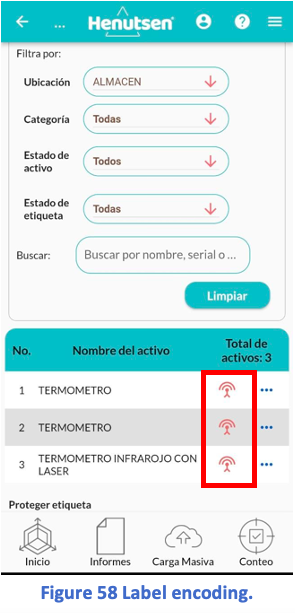 ... Henutsen
Filtra por:
Ubicación ALMACEN
Categoría Todas
Estado de
activo Todos
Estado de
etiqueta Todas
Buscar: Buscar por nombre, serial o ...
Limpiar
No. Nombre del activo Total de
activos: 3
1 TERMOMETRO
2 TERMOMETRO
3 TERMOMETRO INFRAROJO CON
LASER
Proteger etiqueta
Inicio Informes Carga Masiva Conteo
Figure 58 Label encoding.